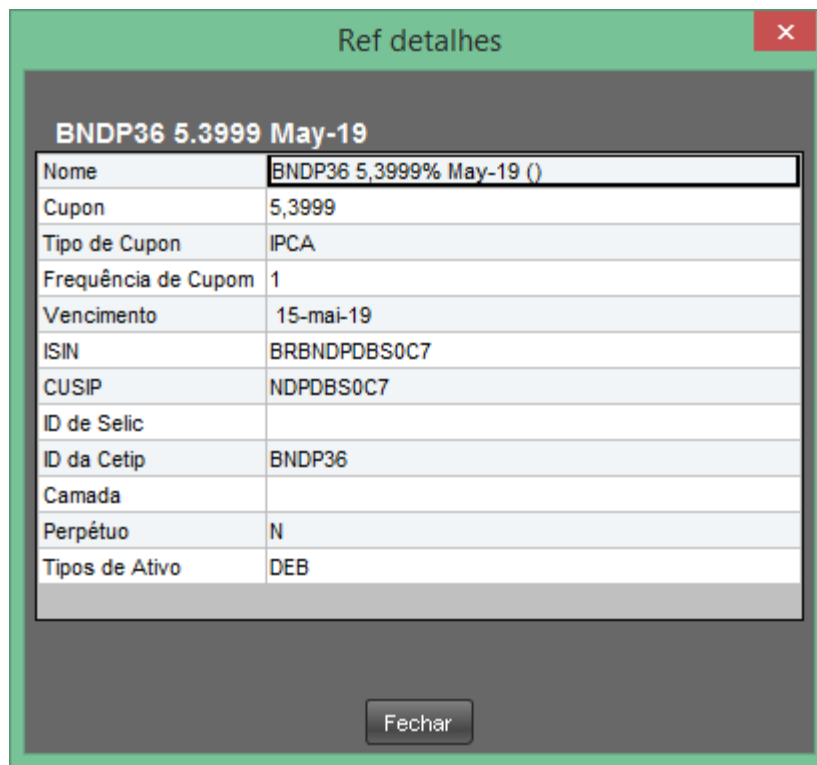 Ref detalhes
BNDP36 5.3999 May-19
Nome BNDP36 5,3999% May-19 ()
Cupon 5,3999
Tipo de Cupon IPCA
Frequência de Cupom 1
Vencimento 15-mai-19
ISIN BRBNDPDBS0C7
CUSIP NDPDBS0C7
ID de Selic
ID da Cetip BNDP36
Camada
Perpétuo N
Tipos de Ativo DEB
Fechar